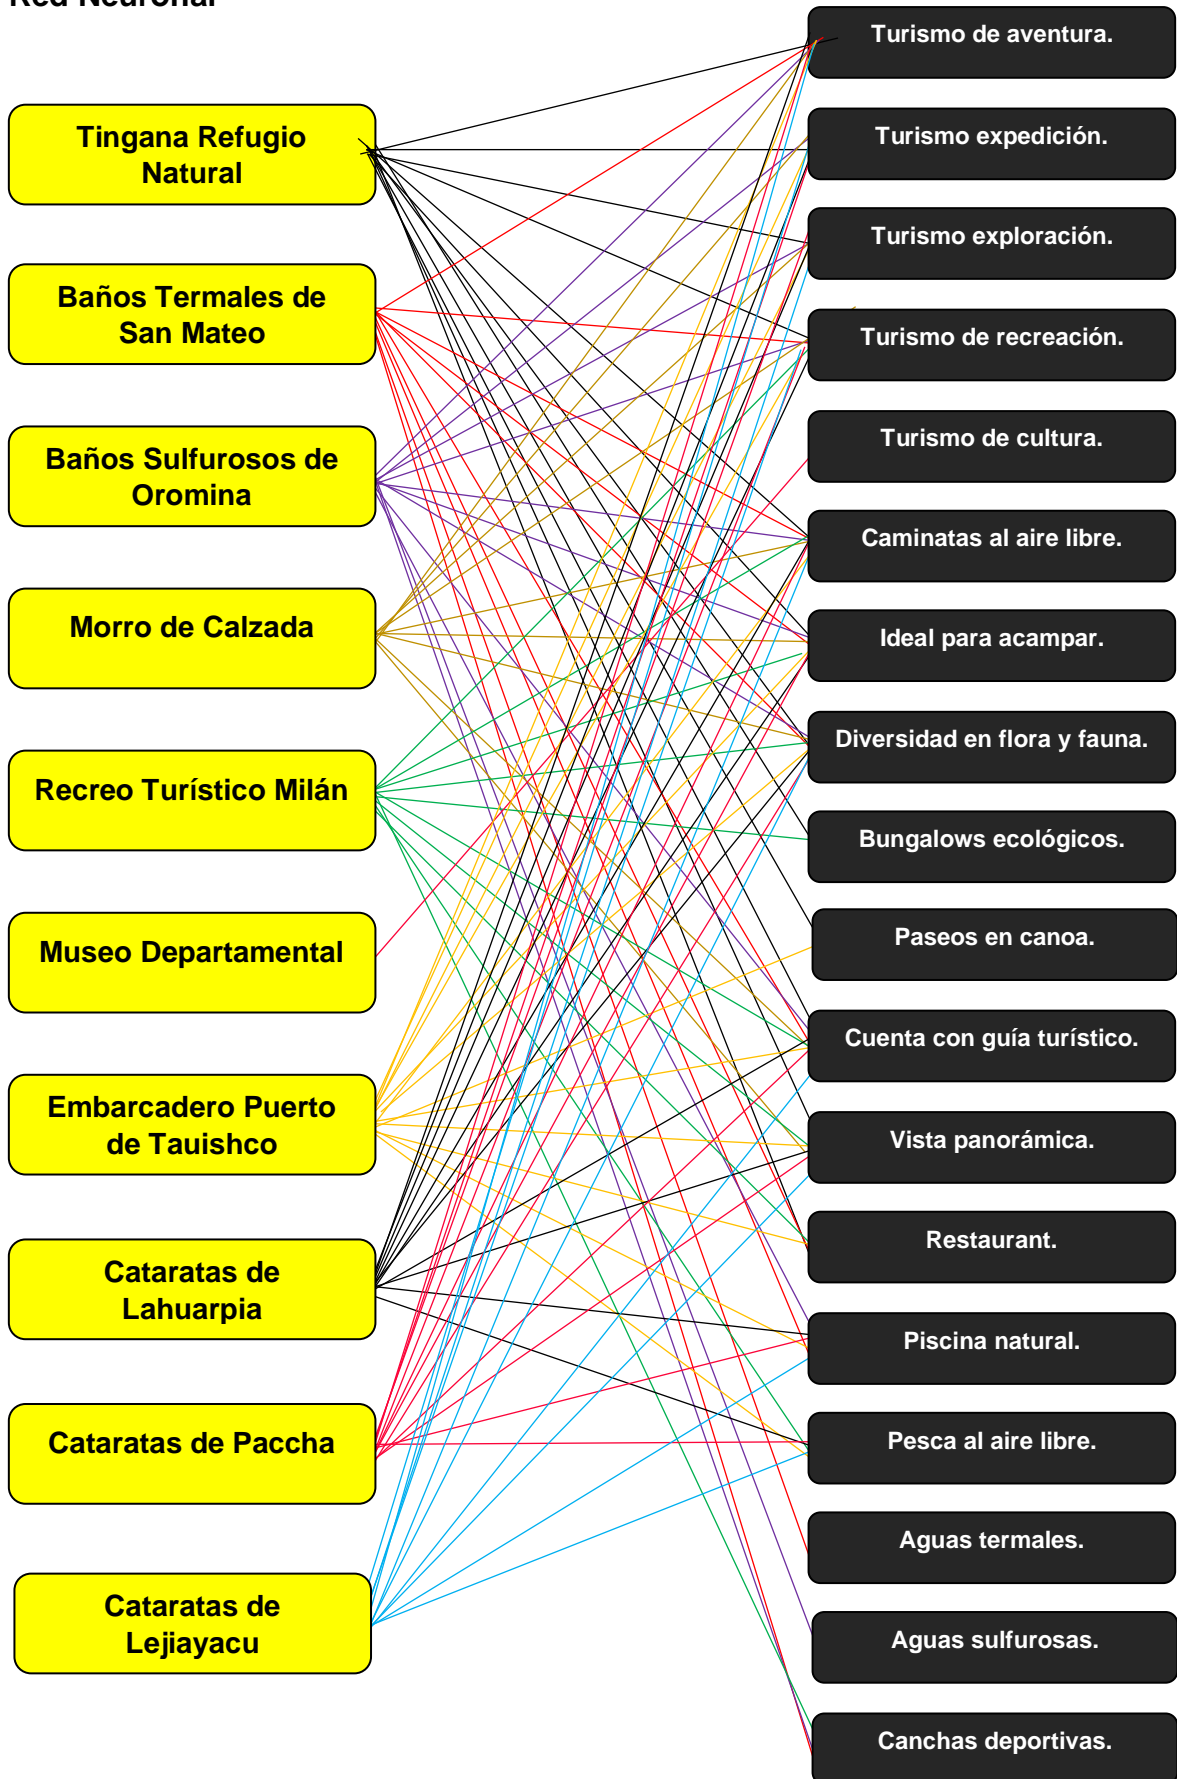 Red Neuronal
Tingana Refugio
Natural
Baños Termales de
San Mateo
Baños Sulfurosos de
Oromina
Morro de Calzada
Recreo Turístico Milán
Museo Departamental
Embarcadero Puerto
de Tauishco
Cataratas de
Lahuarpia
Cataratas de Paccha
Cataratas de
Lejiayacu
Turismo de aventura.
Turismo expedición.
Turismo exploración.
Turismo de recreación.
Turismo de cultura.
Caminatas al aire libre.
Ideal para acampar.
Diversidad en flora y fauna.
Bungalows ecológicos.
Paseos en canoa.
Cuenta con guía turístico.
Vista panorámica.
Restaurant.
Piscina natural.
Pesca al aire libre.
Aguas termales.
Aguas sulfurosas.
Canchas deportivas.